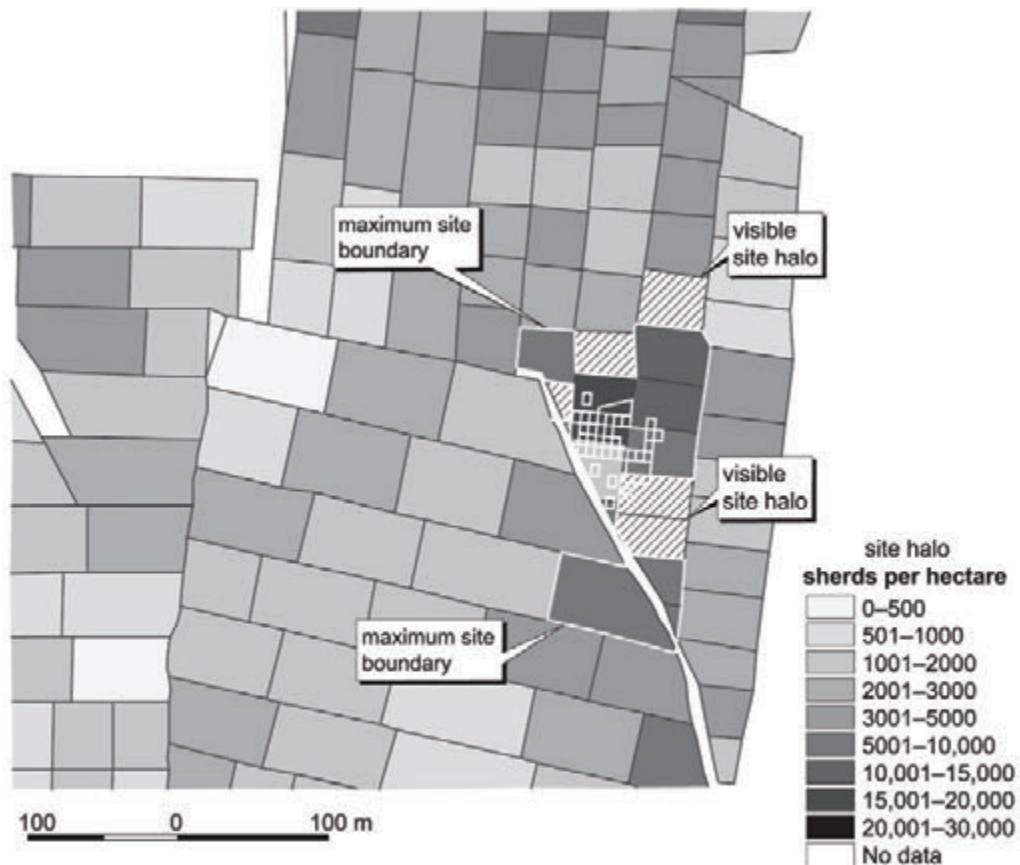 maximum site
boundary
visible
site halo
visible
site halo
maximum site
boundary
site halo
sherds per hectare
0–500
501–1000
1001–2000
2001–3000
3001–5000
5001–10,000
10,001–15,000
15,001–20,000
20,001–30,000
No data
100 0 100 m